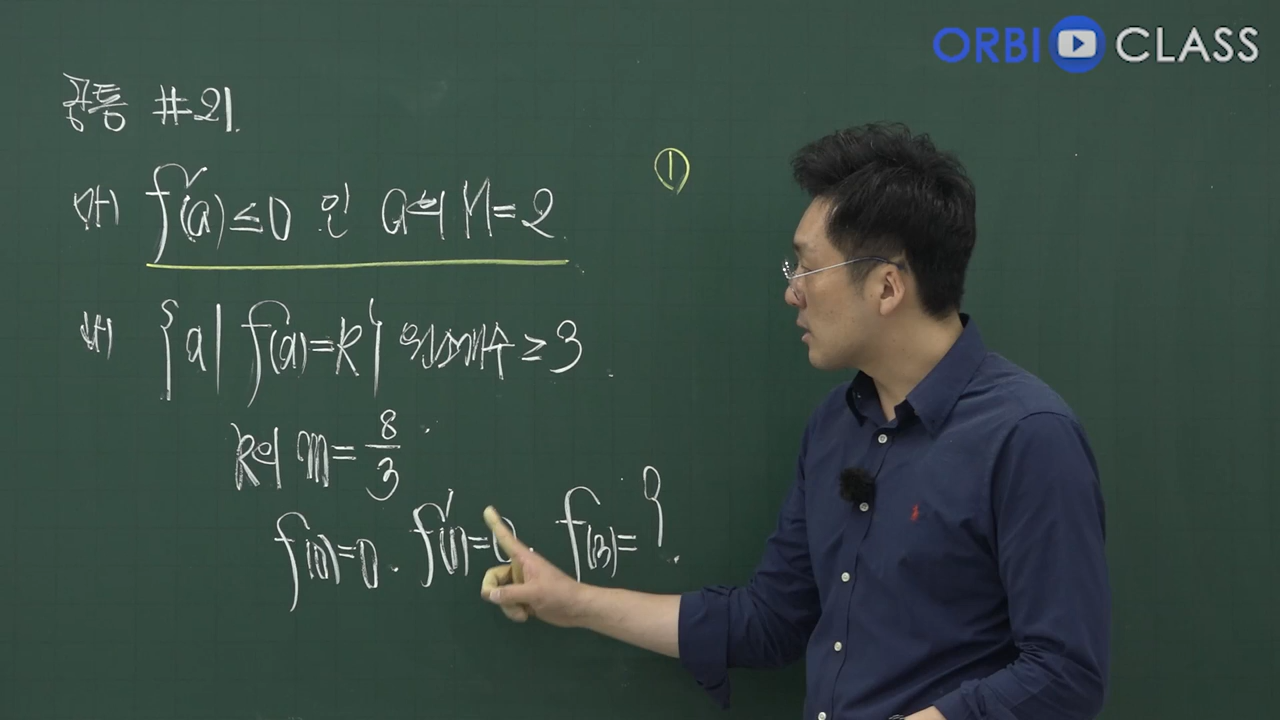 ORBI CLASS
공통 #21.
(가) f'(a)≤0 인 a의 M=2.
①
(나) {a| f(a)=k} 의 원소개수 ≥3.
k의 m=8/3.
f(0)=0. f'(1)=0. f(3)=?